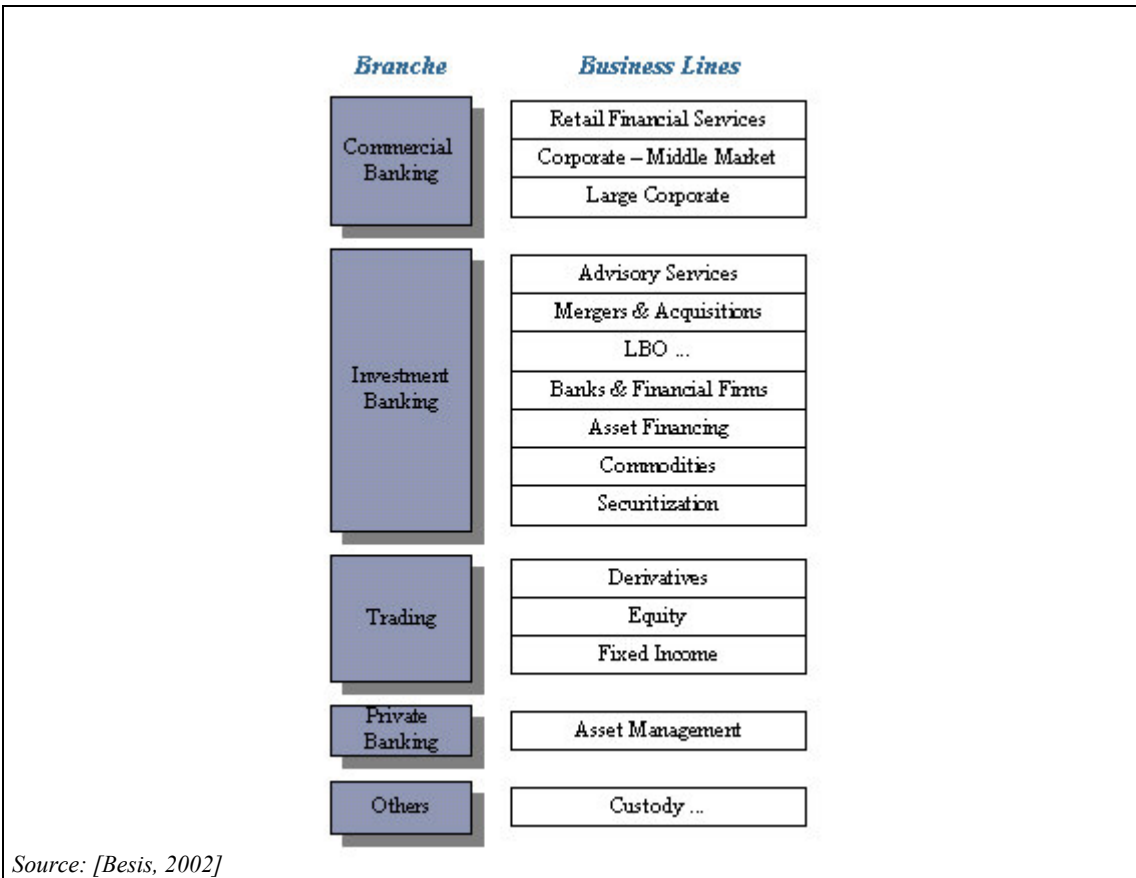 Branche
Business Lines
Commercial
Banking
Retail Financial Services
Corporate – Middle Market
Large Corporate
Investment
Banking
Advisory Services
Mergers & Acquisitions
LBO ...
Banks & Financial Firms
Asset Financing
Commodities
Securitization
Trading
Derivatives
Equity
Fixed Income
Private
Banking
Asset Management
Others
Custody ...
Source: [Besis, 2002]